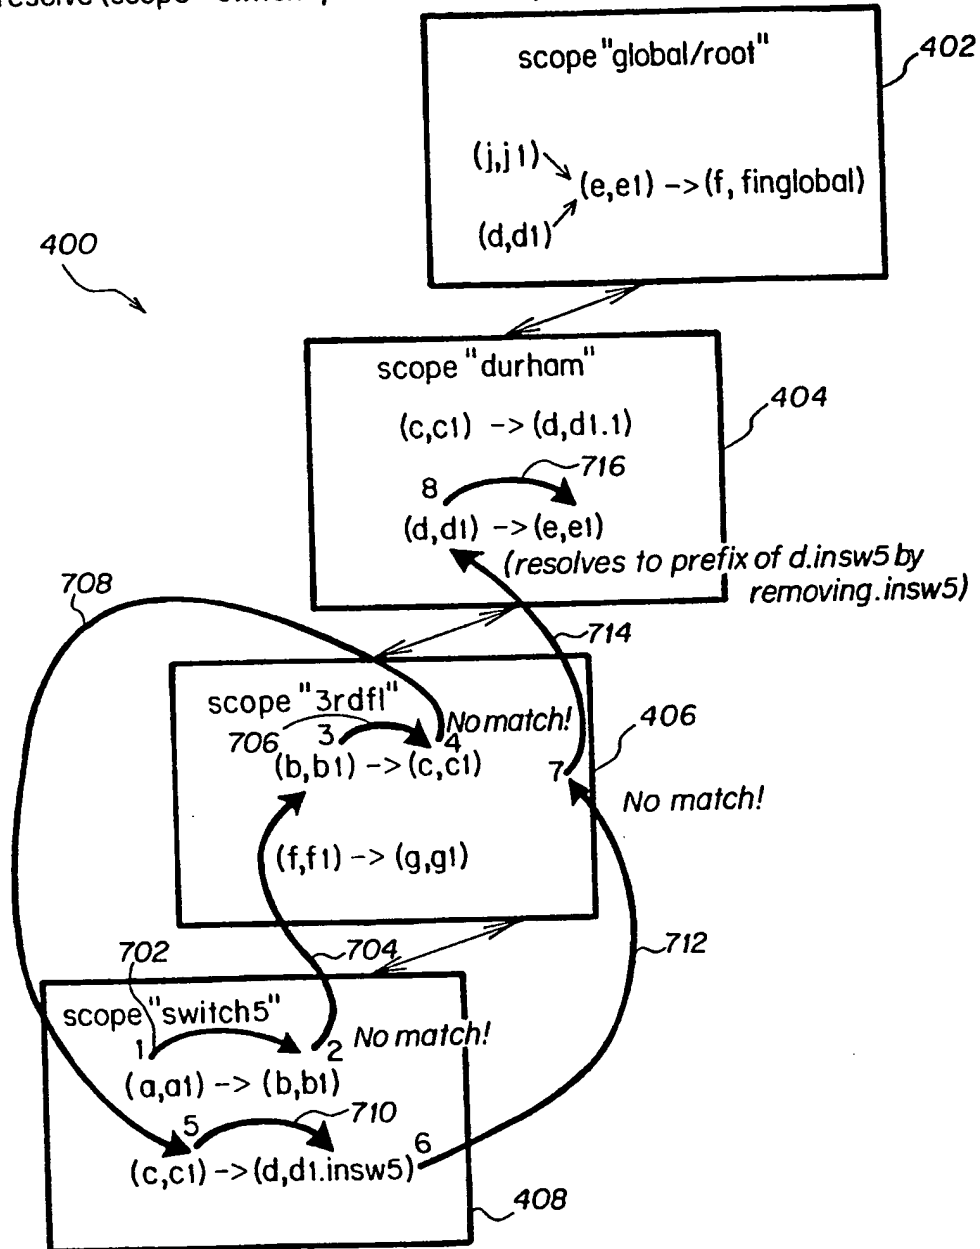 resolve (scope "switch
scope "global/root"
402
(j,j1)
(e,e1) -> (f, finglobal)
(d,d1)
400
scope "durham"
404
(c,c1) -> (d,d1.1)
716
8
(d,d1) -> (e,e1)
(resolves to prefix of d.insw5 by
removing.insw5)
708
714
scope "3rdfl"
706
3
4
No match!
406
(b,b1) -> (c,c1)
7
No match!
(f,f1) -> (g,g1)
702
704
712
scope "switch5"
1
2
No match!
(a,a1) -> (b,b1)
5
710
6
(c,c1) -> (d,d1.insw5)
408